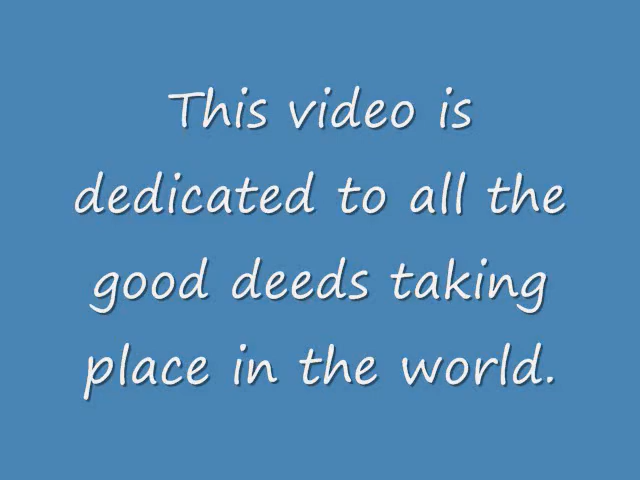 This video is
dedicated to all the
good deeds taking
place in the world.